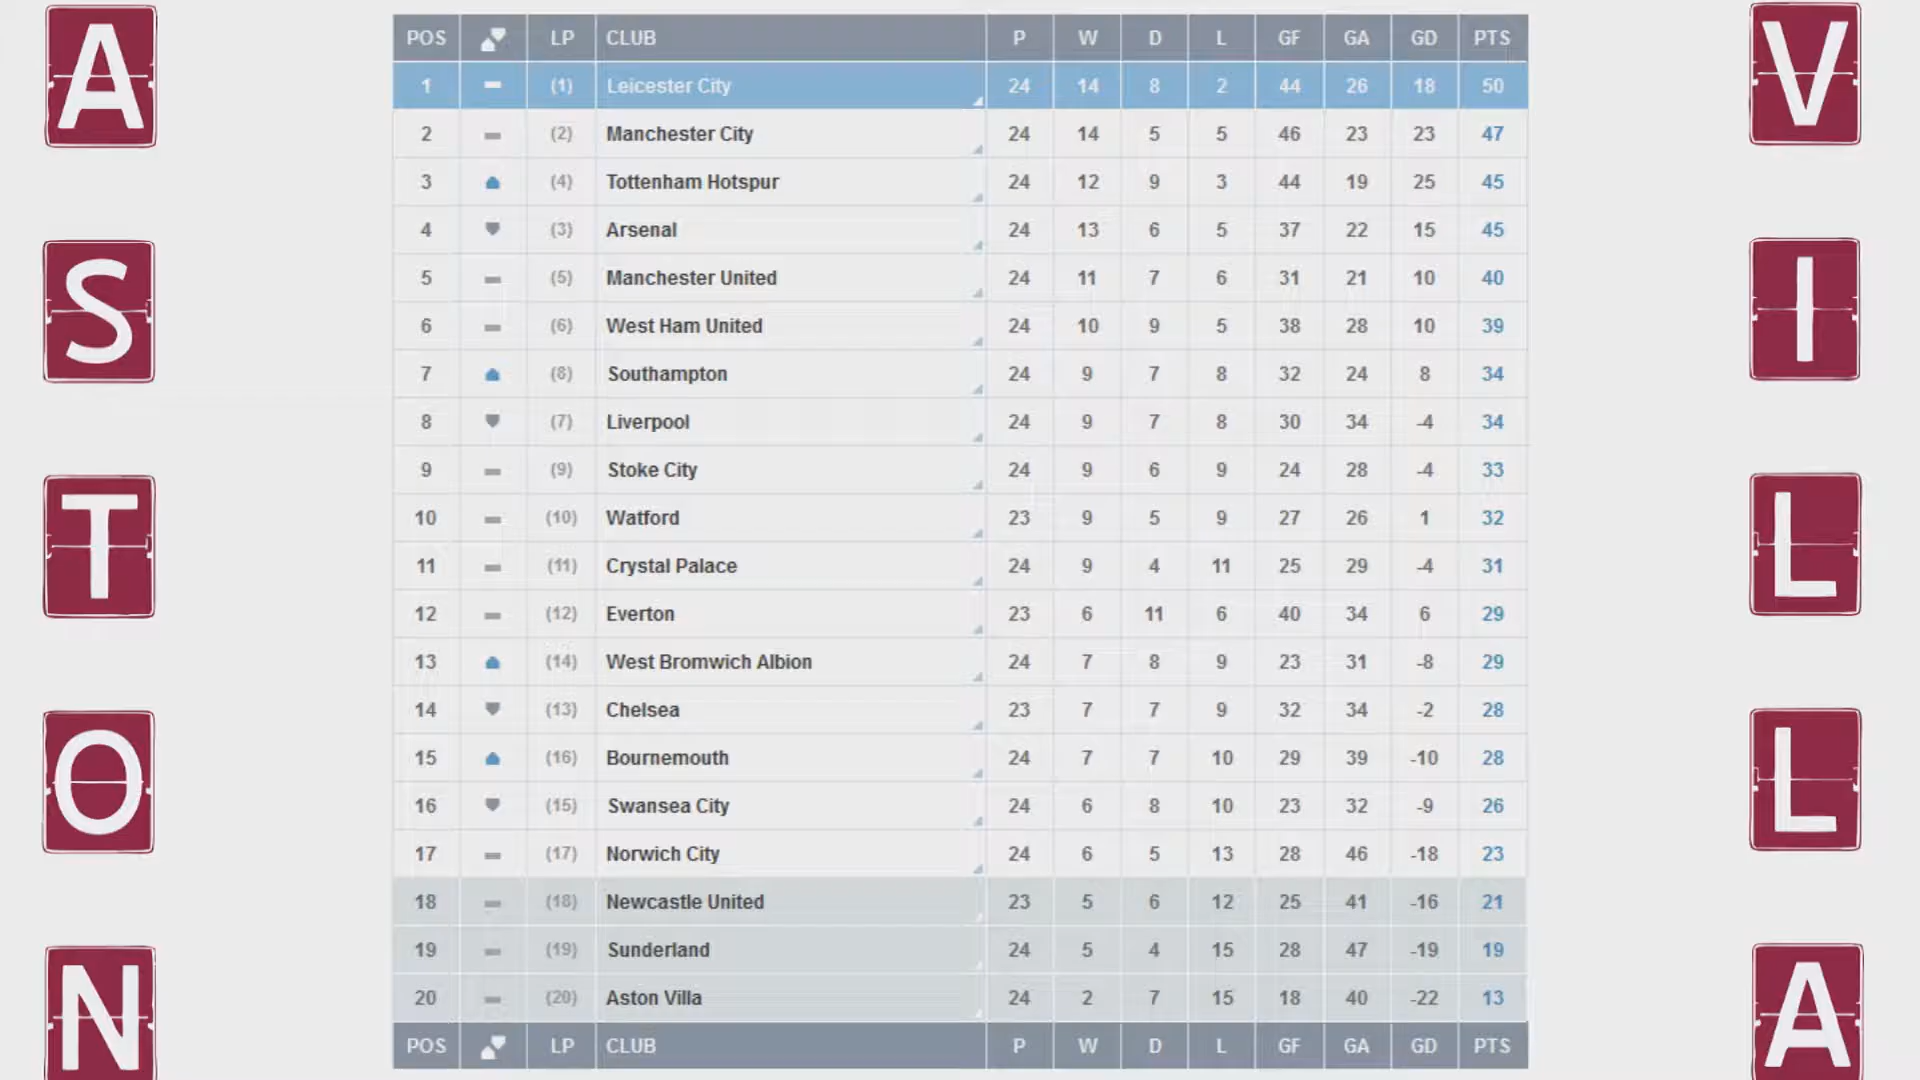 A
S
T
O
N
POS LP CLUB P W D L GF GA GD PTS
1 (1) Leicester City 24 14 8 2 44 26 18 50
2 (2) Manchester City 24 14 5 5 46 23 23 47
3 (4) Tottenham Hotspur 24 12 9 3 44 19 25 45
4 (3) Arsenal 24 13 6 5 37 22 15 45
5 (5) Manchester United 24 11 7 6 31 21 10 40
6 (6) West Ham United 24 10 9 5 38 28 10 39
7 (8) Southampton 24 9 7 8 32 24 8 34
8 (7) Liverpool 24 9 7 8 30 34 -4 34
9 (9) Stoke City 24 9 6 9 24 28 -4 33
10 (10) Watford 23 9 5 9 27 26 1 32
11 (11) Crystal Palace 24 9 4 11 25 29 -4 31
12 (12) Everton 23 6 11 6 40 34 6 29
13 (14) West Bromwich Albion 24 7 8 9 23 31 -8 29
14 (13) Chelsea 23 7 7 9 32 34 -2 28
15 (16) Bournemouth 24 7 7 10 29 39 -10 28
16 (15) Swansea City 24 6 8 10 23 32 -9 26
17 (17) Norwich City 24 6 5 13 28 46 -18 23
18 (18) Newcastle United 23 5 6 12 25 41 -16 21
19 (19) Sunderland 24 5 4 15 28 47 -19 19
20 (20) Aston Villa 24 2 7 15 18 40 -22 13
POS LP CLUB P W D L GF GA GD PTS
V
I
L
L
A